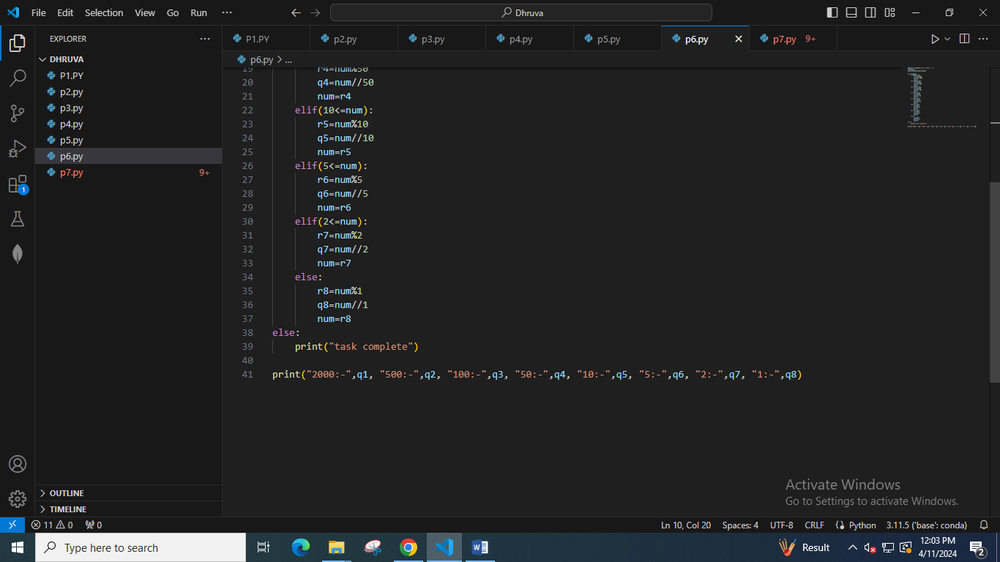 File Edit Selection View Go Run ··· Dhruva
EXPLORER ···
DHRUVA
P1.PY
p2.py
p3.py
p4.py
p5.py
p6.py
p7.py 9+
OUTLINE
TIMELINE
P1.PY p2.py p3.py p4.py p5.py p6.py p7.py 9+
p6.py > ...
19 r4=num%50
20 q4=num//50
21 num=r4
22 elif(10<=num):
23 r5=num%10
24 q5=num//10
25 num=r5
26 elif(5<=num):
27 r6=num%5
28 q6=num//5
29 num=r6
30 elif(2<=num):
31 r7=num%2
32 q7=num//2
33 num=r7
34 else:
35 r8=num%1
36 q8=num//1
37 num=r8
38 else:
39 print("task complete")
40
41 print("2000:-",q1, "500:-",q2, "100:-",q3, "50:-",q4, "10:-",q5, "5:-",q6, "2:-",q7, "1:-",q8)
1
Activate Windows
Go to Settings to activate Windows.
11 0 0 Ln 10, Col 20 Spaces: 4 UTF-8 CRLF Python 3.11.5 ('base': conda)
Type here to search Result 12:03 PM
4/11/2024
2